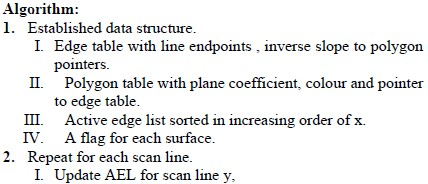 Algorithm:
1. Established data structure.
I. Edge table with line endpoints , inverse slope to polygon
pointers.
II. Polygon table with plane coefficient, colour and pointer
to edge table.
III. Active edge list sorted in increasing order of x.
IV. A flag for each surface.
2. Repeat for each scan line.
I. Update AEL for scan line y,